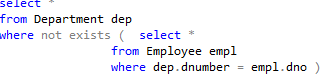 select *
from Department dep
where not exists ( select *
from Employee empl
where dep.dnumber = empl.dno )